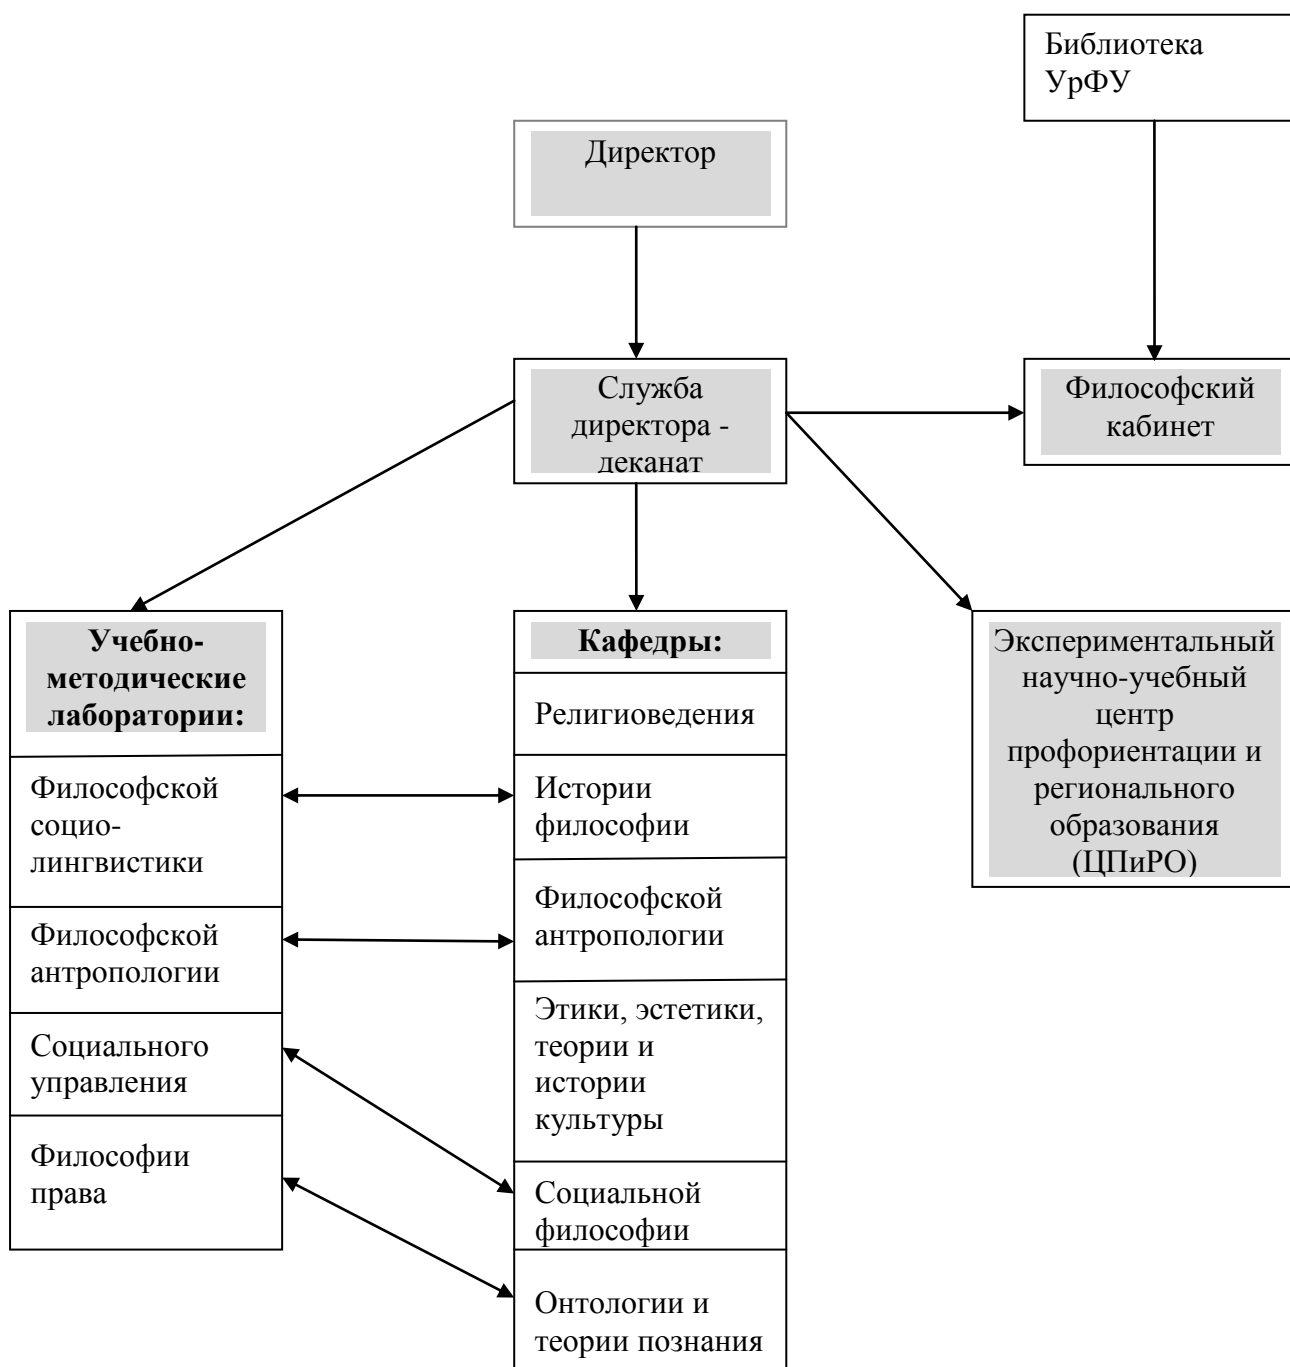 Библиотека
УрФУ
Директор
Служба
директора -
деканат
Философский
кабинет
Учебно-
методические
лаборатории:
Философской
социо-
лингвистики
Философской
антропологии
Социального
управления
Философии
права
Кафедры:
Религиоведения
Истории
философии
Философской
антропологии
Этики, эстетики,
теории и
истории
культуры
Социальной
философии
Онтологии и
теории познания
Экспериментальный
научно-учебный
центр
профориентации и
регионального
образования
(ЦПиРО)